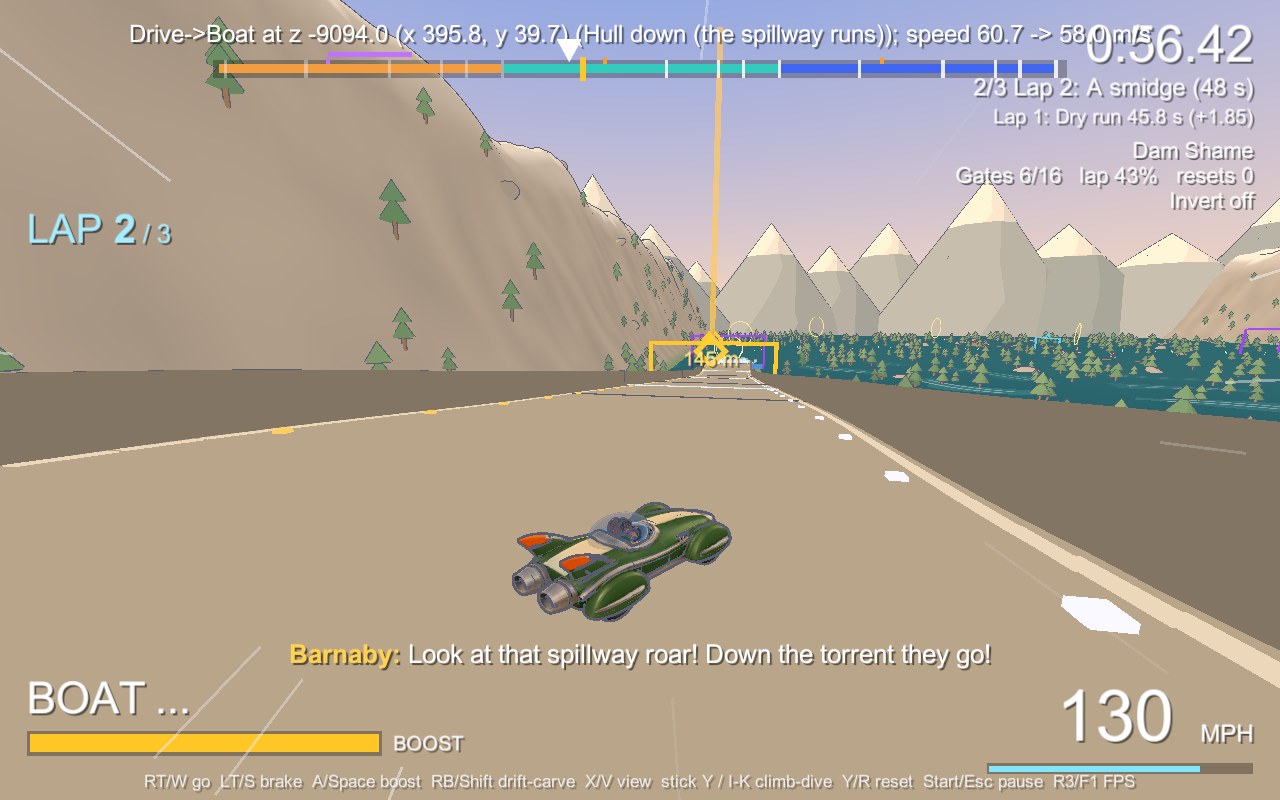 Drive->Boat at z -9094.0 (x 395.8, y 39.7) (Hull down (the spillway runs)); speed 60.7 -> 58.0 m/s
0:56.42
2/3 Lap 2: A smidge (48 s)
Lap 1: Dry run 45.8 s (+1.85)
Dam Shame
Gates 6/16 lap 43% resets 0
Invert off
LAP 2 / 3
145 m
Barnaby: Look at that spillway roar! Down the torrent they go!
BOAT ...
BOOST
130 MPH
RT/W go LT/S brake A/Space boost RB/Shift drift-carve X/V view stick Y / I-K climb-dive Y/R reset Start/Esc pause R3/F1 FPS